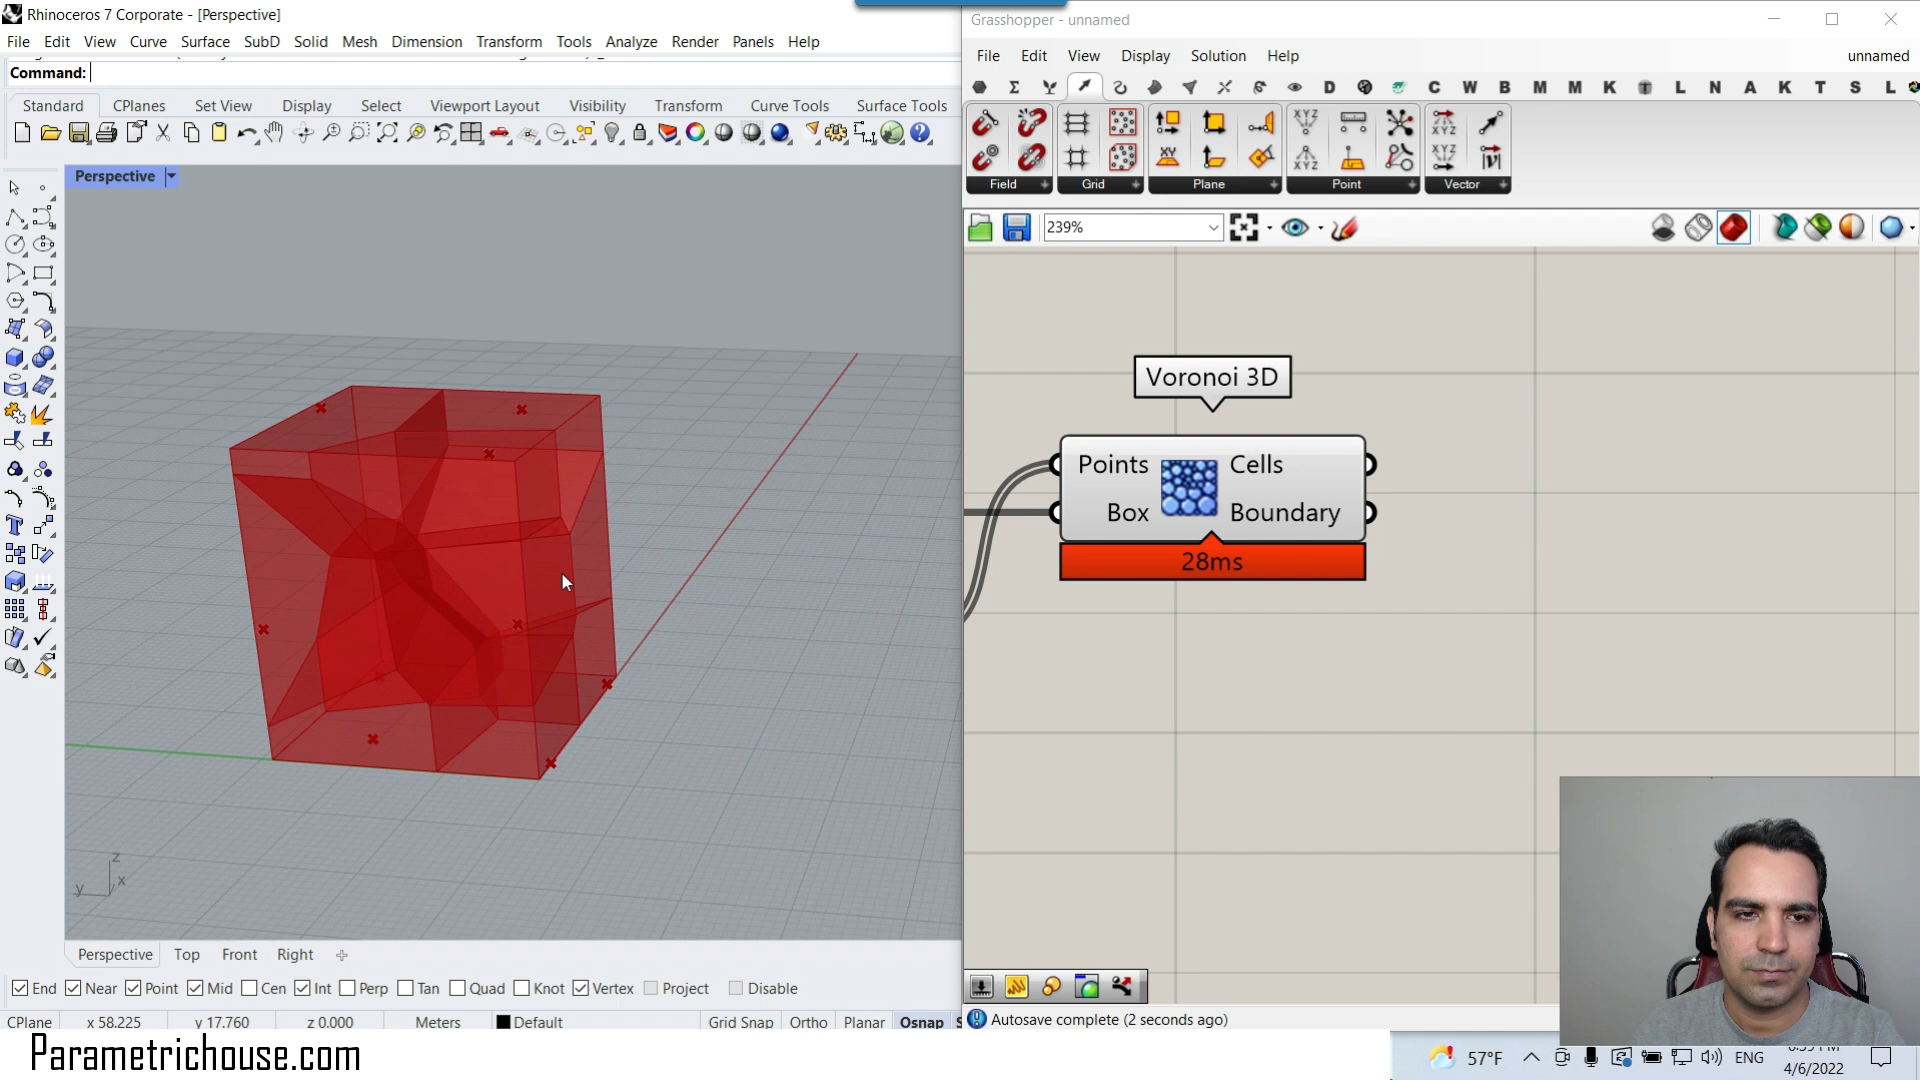 Rhinoceros 7 Corporate - [Perspective]
File Edit View Curve Surface SubD Solid Mesh Dimension Transform Tools Analyze Render Panels Help
Command:
Standard CPlanes Set View Display Select Viewport Layout Visibility Transform Curve Tools Surface Tools
Perspective
z
y x
Perspective Top Front Right
End Near Point Mid Cen Int Perp Tan Quad Knot Vertex Project Disable
CPlane x 58.225 y 17.760 z 0.000 Meters Default Grid Snap Ortho Planar Osnap S
Parametrichouse.com
Grasshopper - unnamed
File Edit View Display Solution Help unnamed
D C W B M M K L N A K T S L
XYZ XYZ
XY XYZ XYZ
Field Grid Plane Point Vector
239%
Voronoi 3D
Points Cells
Box Boundary
28ms
Autosave complete (2 seconds ago)
57°F ENG
4/6/2022